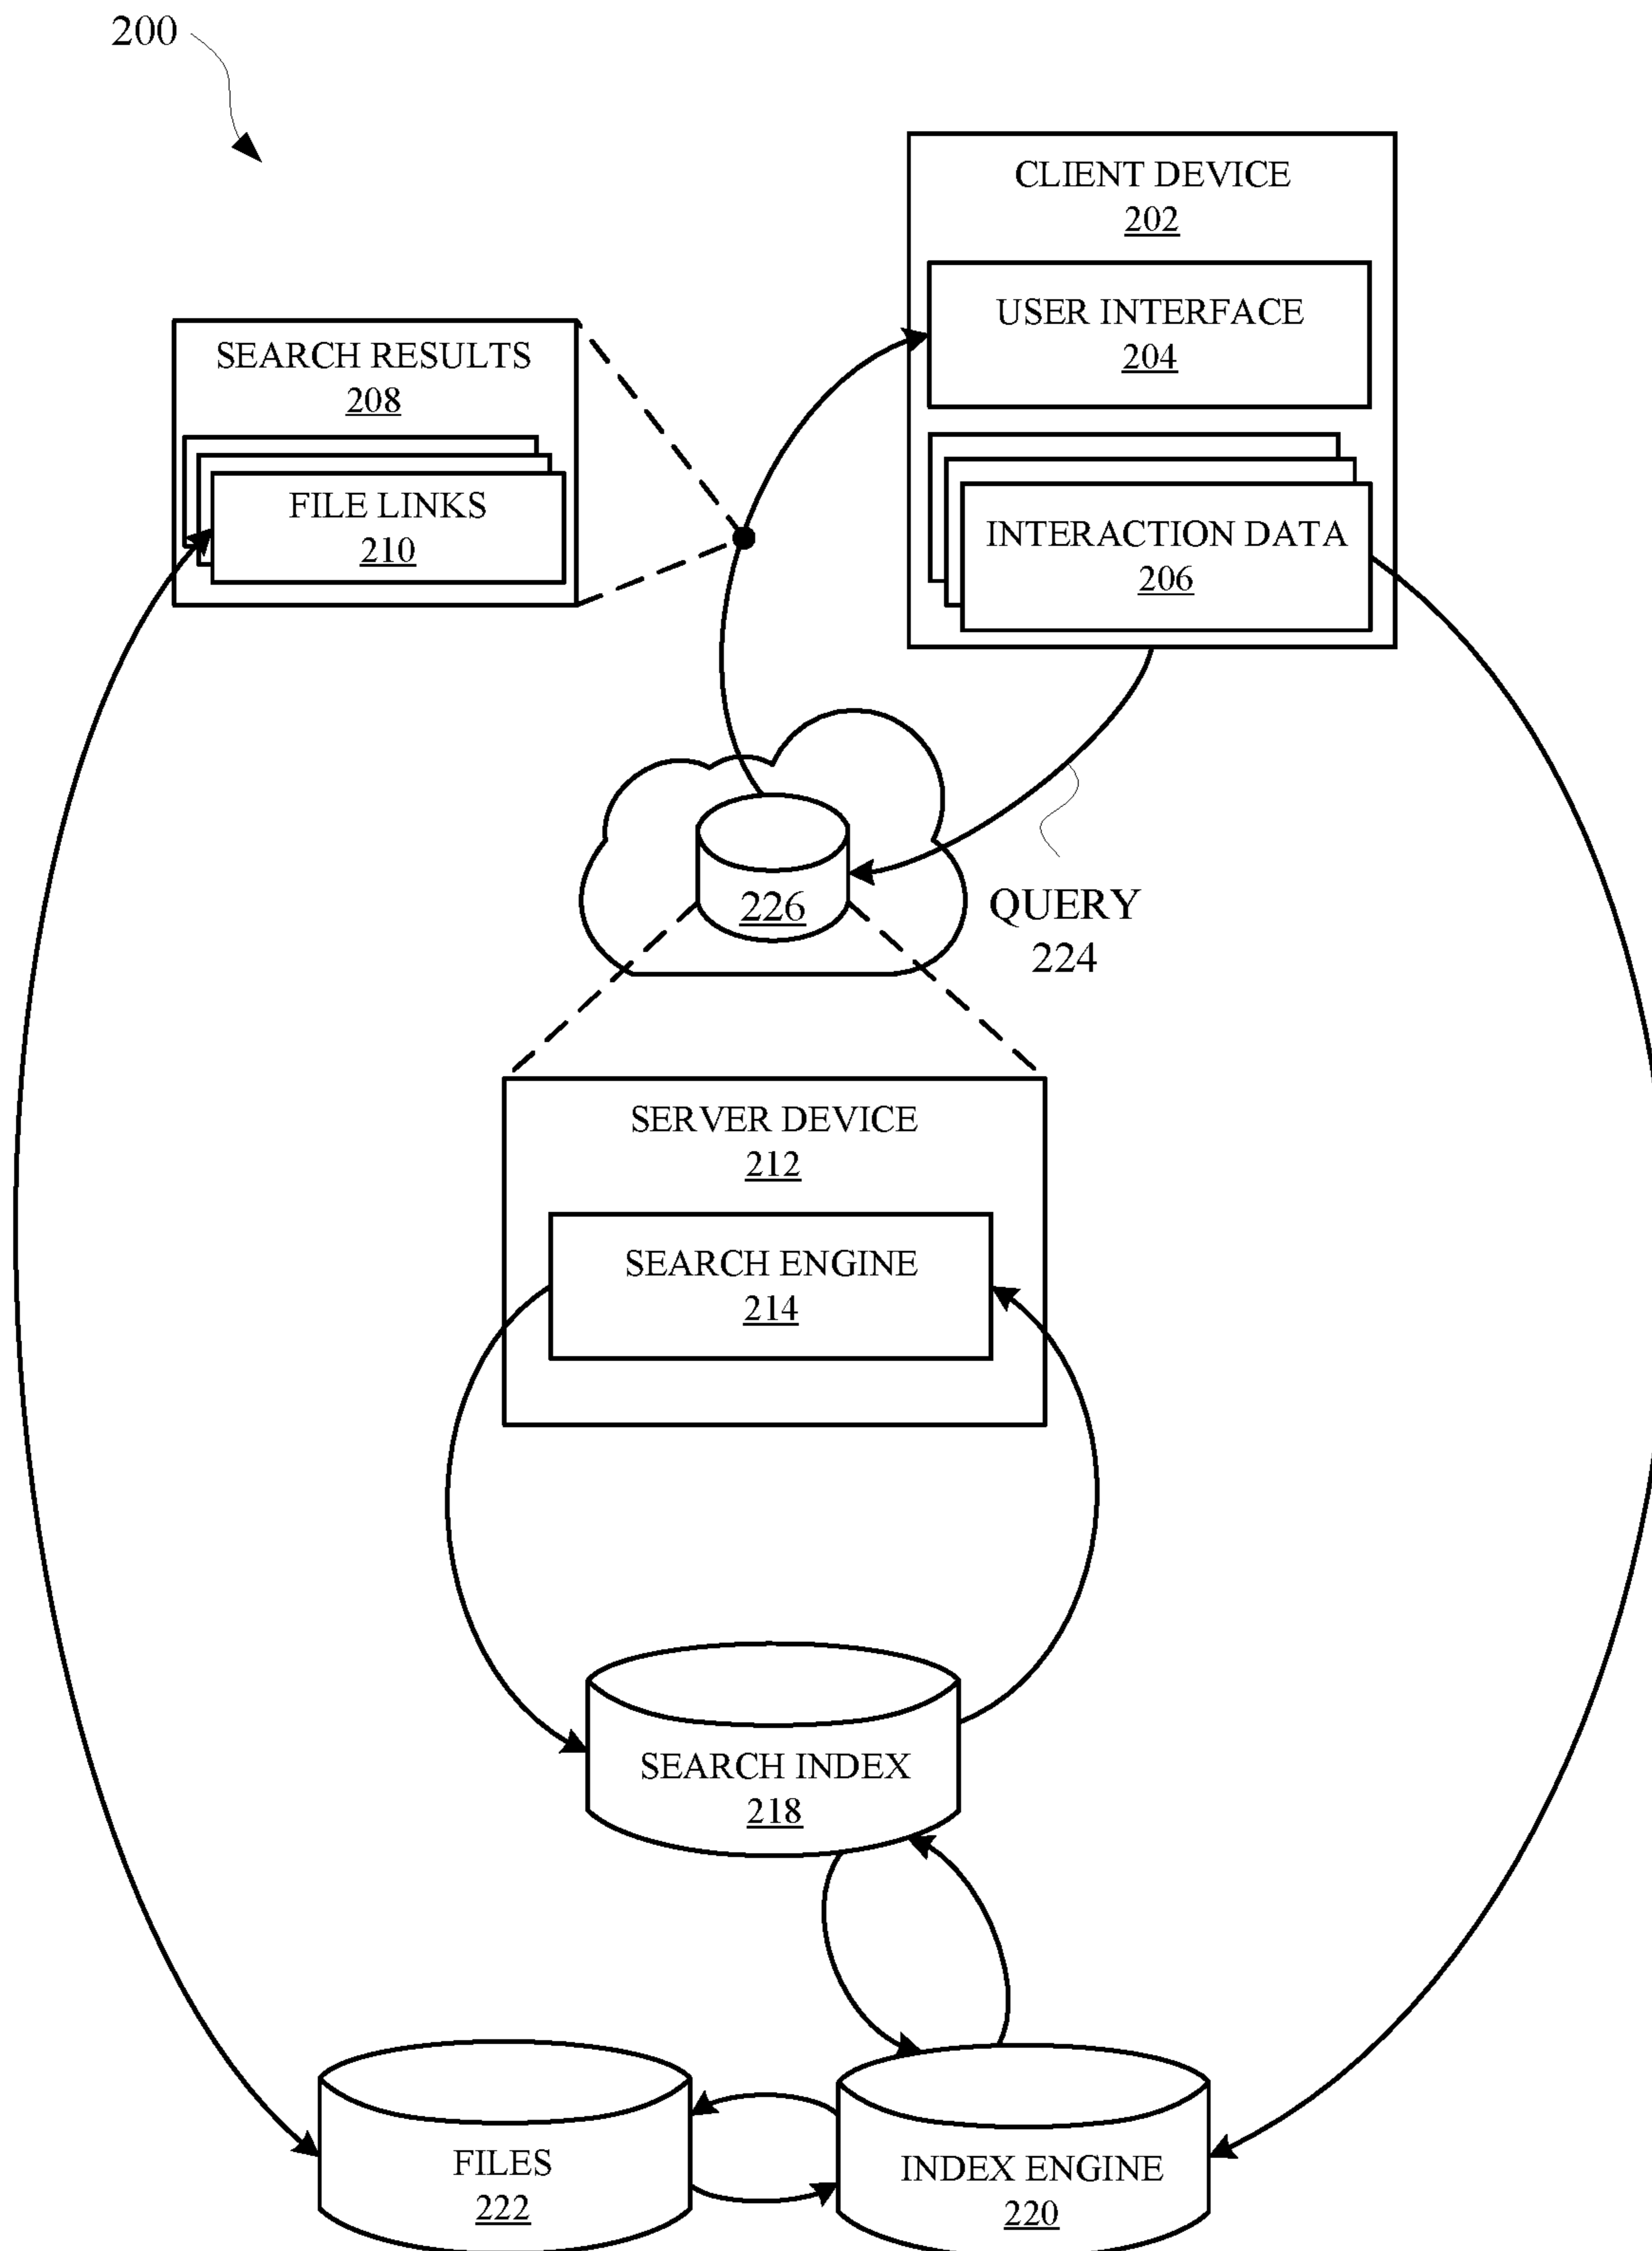 200
CLIENT DEVICE
202
USER INTERFACE
204
SEARCH RESULTS
208
FILE LINKS
210
INTERACTION DATA
206
226
QUERY
224
SERVER DEVICE
212
SEARCH ENGINE
214
SEARCH INDEX
218
FILES
222
INDEX ENGINE
220